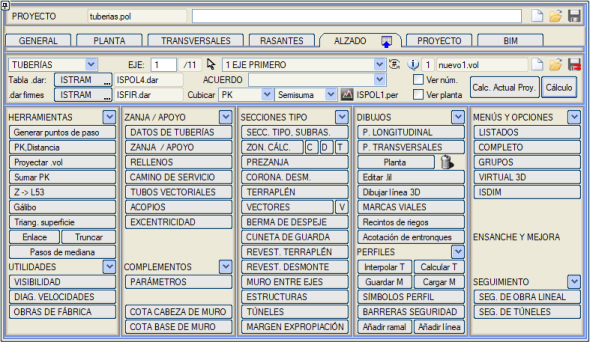 PROYECTO tuberias.pol
GENERAL PLANTA TRANSVERSALES RASANTES ALZADO PROYECTO BIM
TUBERÍAS EJE: 1 /11 1 EJE PRIMERO 1 nuevo1.vol
Tabla .dar: ISTRAM ... ISPOL4.dar ACUERDO Ver núm. Calc. Actual Proy. Cálculo
.dar firmes ISTRAM ... ISFIR.dar Cubicar PK Semisuma ISPOL1.per Ver planta
HERRAMIENTAS ZANJA / APOYO SECCIONES TIPO DIBUJOS MENÚS Y OPCIONES
Generar puntos de paso DATOS DE TUBERÍAS SECC. TIPO. SUBRAS. P. LONGITUDINAL LISTADOS
PK,Distancia ZANJA / APOYO ZON. CÁLC. C D T P. TRANSVERSALES COMPLETO
Proyectar .vol RELLENOS PREZANJA Planta GRUPOS
Sumar PK CAMINO DE SERVICIO CORONA. DESM. Editar .lil VIRTUAL 3D
Z -> L53 TUBOS VECTORIALES TERRAPLÉN Dibujar línea 3D ISDIM
Gálibo ACOPIOS VECTORES V MARCAS VIALES
Triang. superficie EXCENTRICIDAD BERMA DE DESPEJE Recintos de riegos
Enlace Truncar CUNETA DE GUARDA Acotación de entronques ENSANCHE Y MEJORA
Pasos de mediana REVEST. TERRAPLÉN PERFILES
UTILIDADES COMPLEMENTOS REVEST. DESMONTE Interpolar T Calcular T
VISIBILIDAD PARÁMETROS MURO ENTRE EJES Guardar M Cargar M SEGUIMIENTO
DIAG. VELOCIDADES ESTRUCTURAS SÍMBOLOS PERFIL SEG. DE OBRA LINEAL
OBRAS DE FÁBRICA COTA CABEZA DE MURO TÚNELES BARRERAS SEGURIDAD SEG. DE TÚNELES
COTA BASE DE MURO MARGEN EXPROPIACIÓN Añadir ramal Añadir línea